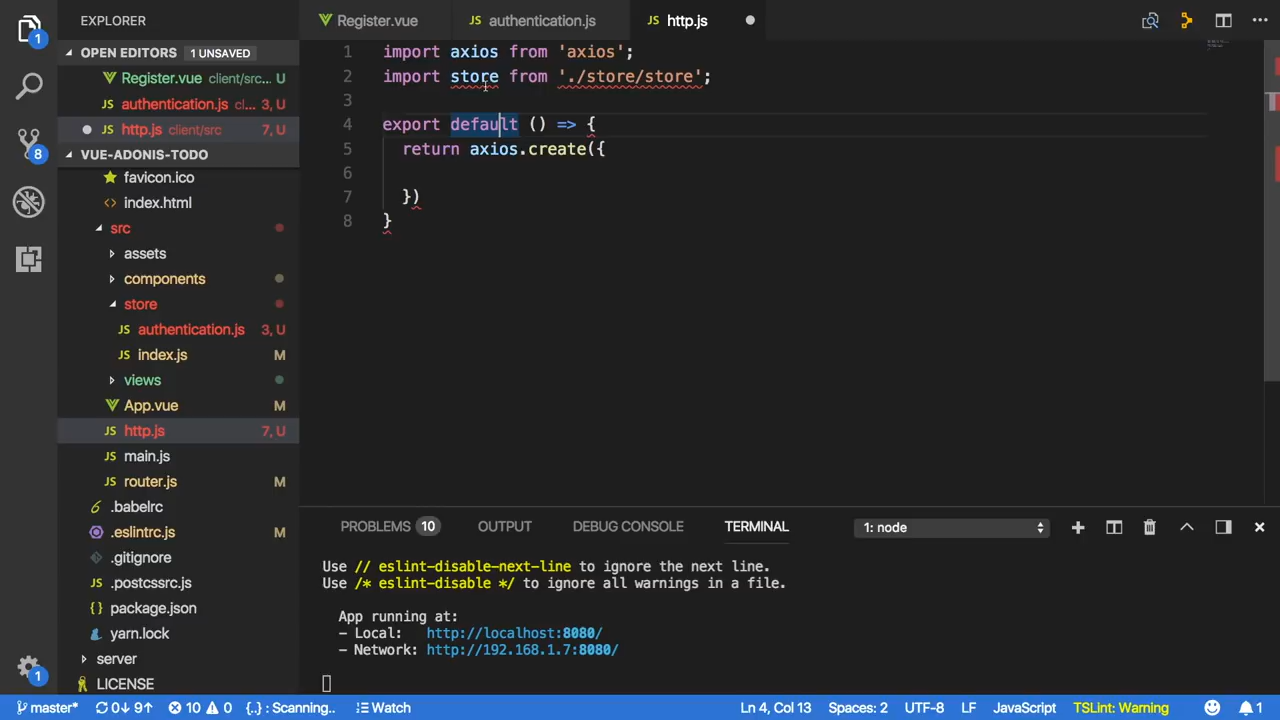 EXPLORER
OPEN EDITORS 1 UNSAVED
Register.vue client/src... U
authentication.js cl... 3, U
http.js client/src 7, U
VUE-ADONIS-TODO
favicon.ico
index.html
src
assets
components
store
authentication.js 3, U
index.js M
views
App.vue M
http.js 7, U
main.js
router.js M
.babelrc
.eslintrc.js M
.gitignore
.postcssrc.js
package.json
yarn.lock
server
LICENSE
1
8
1
Register.vue
authentication.js
http.js
1 import axios from 'axios';
2 import store from './store/store';
3
4 export default () => {
5 return axios.create({
6
7 })
8 }
PROBLEMS 10 OUTPUT DEBUG CONSOLE TERMINAL 1: node
Use // eslint-disable-next-line to ignore the next line.
Use /* eslint-disable */ to ignore all warnings in a file.
App running at:
- Local: http://localhost:8080/
- Network: http://192.168.1.7:8080/
master* 0↓ 9↑ 10 0 {..} : Scanning.. Watch Ln 4, Col 13 Spaces: 2 UTF-8 LF JavaScript TSLint: Warning 1